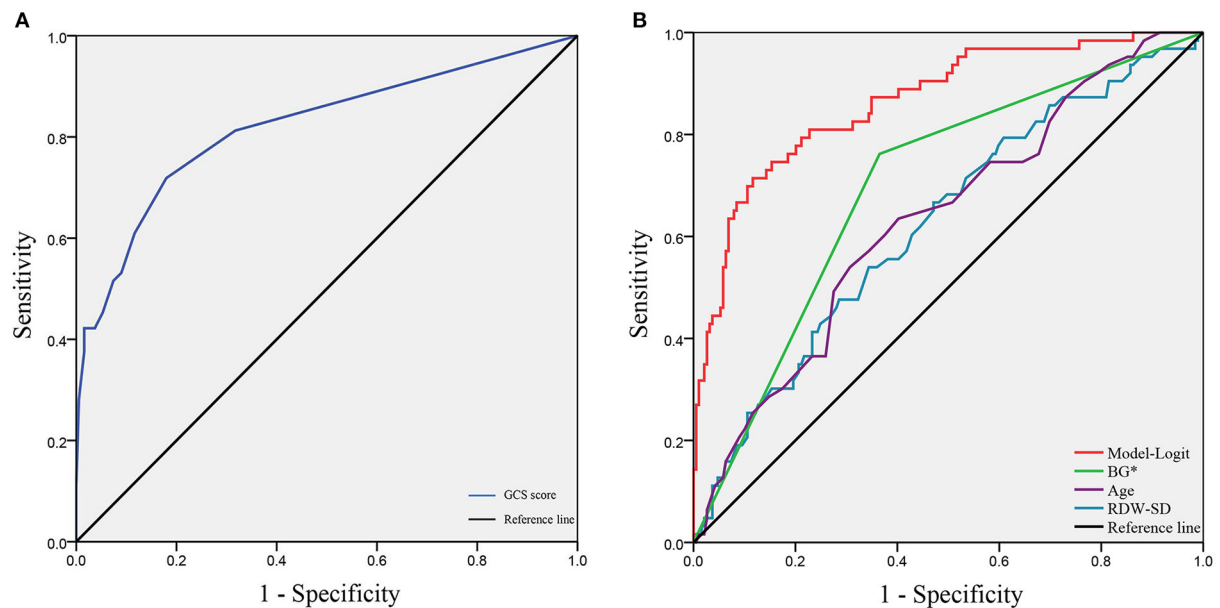 A
1.0
0.8
0.6
0.4
0.2
0.0
Sensitivity
GCS score
Reference line
0.0 0.2 0.4 0.6 0.8 1.0
1 - Specificity
B
1.0
0.8
0.6
0.4
0.2
0.0
Sensitivity
Model-Logit
BG*
Age
RDW-SD
Reference line
0.0 0.2 0.4 0.6 0.8 1.0
1 - Specificity